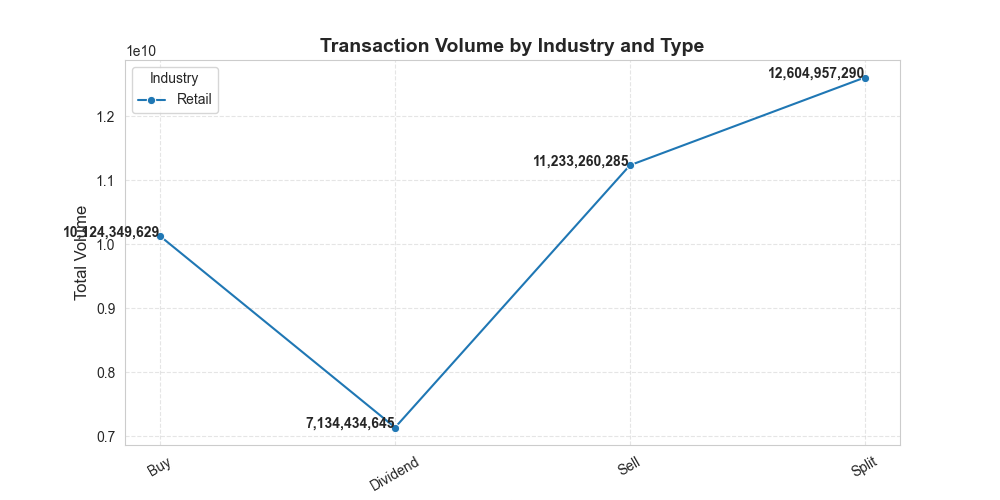 Transaction Volume by Industry and Type
1e10
Industry
Retail
12,604,957,290
1.2
11,233,260,285
1.1
10,124,349,629
1.0
Total Volume
0.9
0.8
7,134,434,645
0.7
Buy
Dividend
Sell
Split